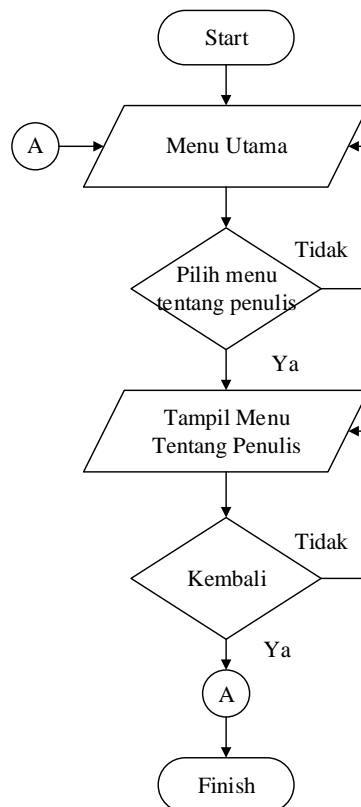 Start
A
Menu Utama
Tidak
Pilih menu
tentang penulis
Ya
Tampil Menu
Tentang Penulis
Tidak
Kembali
Ya
A
Finish